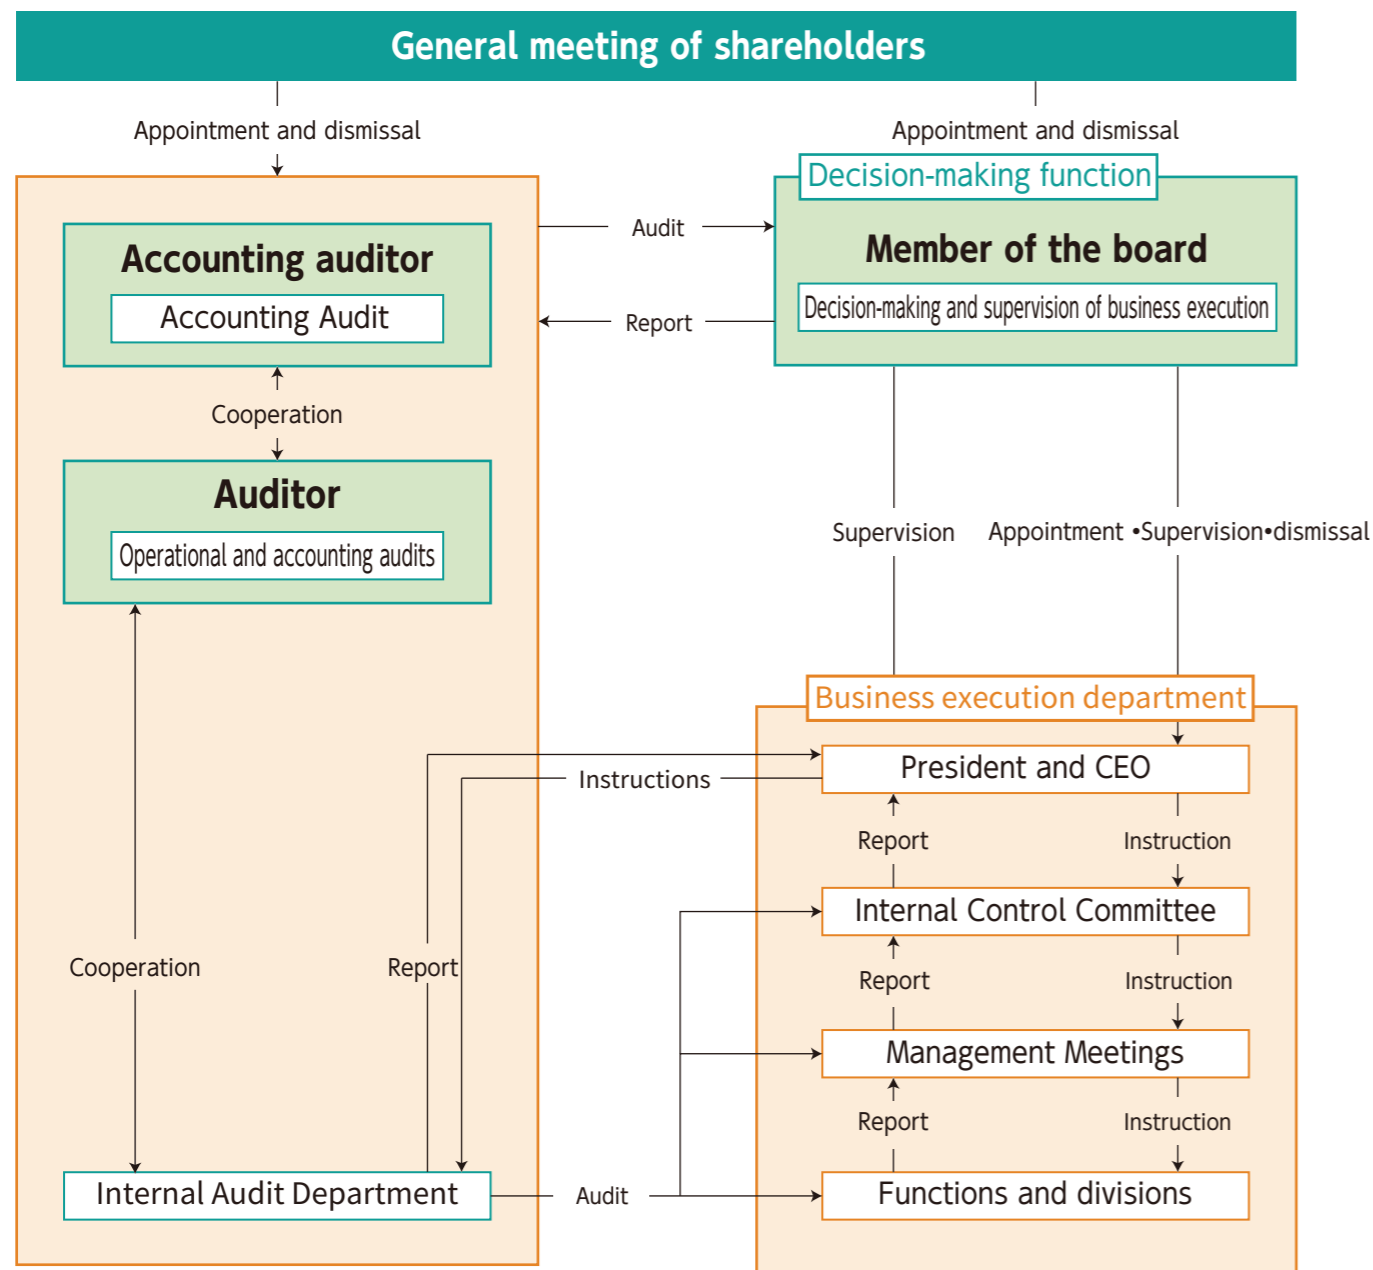 General meeting of shareholders
Appointment and dismissal
Appointment and dismissal
Decision-making function
Accounting auditor
Accounting Audit
Audit
Report
Member of the board
Decision-making and supervision of business execution
Cooperation
Auditor
Operational and accounting audits
Supervision
Appointment •Supervision•dismissal
Business execution department
President and CEO
Instructions
Report
Instruction
Internal Control Committee
Cooperation
Report
Report
Instruction
Management Meetings
Report
Instruction
Internal Audit Department
Audit
Functions and divisions